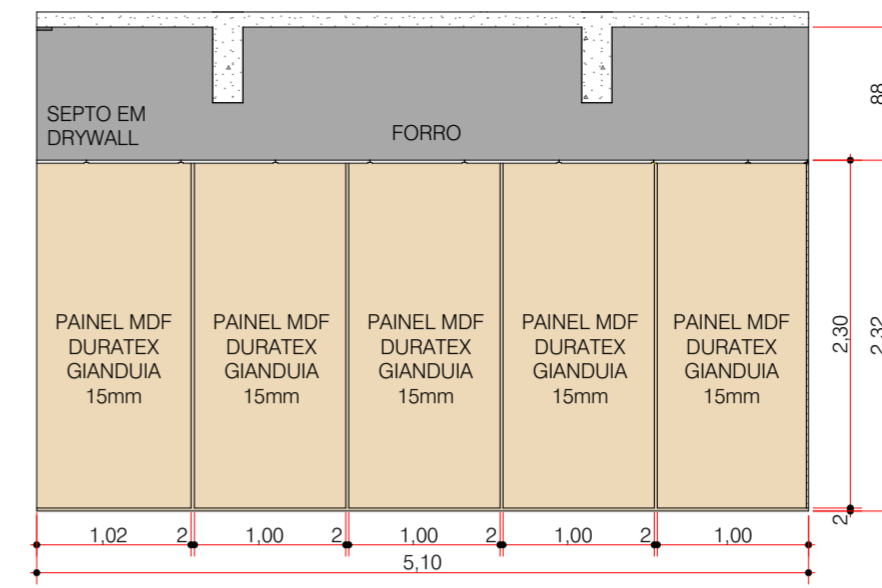 SEPTO EM
DRYWALL
FORRO
88
PAINEL MDF
DURATEX
GIANDUIA
15mm
PAINEL MDF
DURATEX
GIANDUIA
15mm
PAINEL MDF
DURATEX
GIANDUIA
15mm
PAINEL MDF
DURATEX
GIANDUIA
15mm
PAINEL MDF
DURATEX
GIANDUIA
15mm
2,30
2,32
2
1,02 2 1,00 2 1,00 2 1,00 2 1,00
5,10